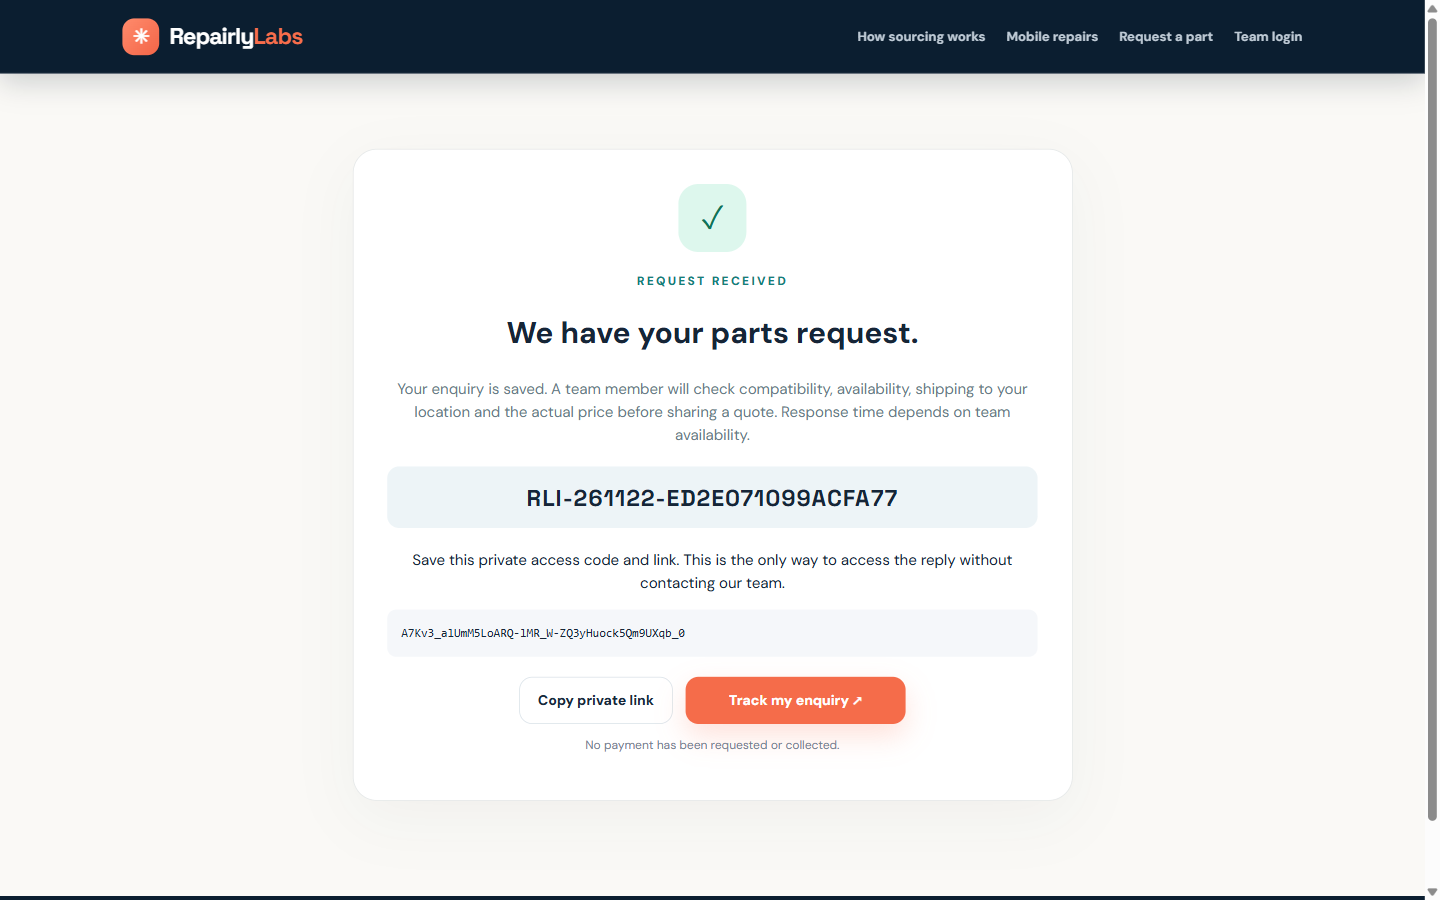 RepairlyLabs
How sourcing works
Mobile repairs
Request a part
Team login
REQUEST RECEIVED
We have your parts request.
Your enquiry is saved. A team member will check compatibility, availability, shipping to your
location and the actual price before sharing a quote. Response time depends on team
availability.
RLI-261122-ED2E071099ACFA77
Save this private access code and link. This is the only way to access the reply without
contacting our team.
A7Kv3_alUmM5LoARQ-lMR_W-ZQ3yHuock5Qm9UXqb_0
Copy private link
Track my enquiry ↗
No payment has been requested or collected.